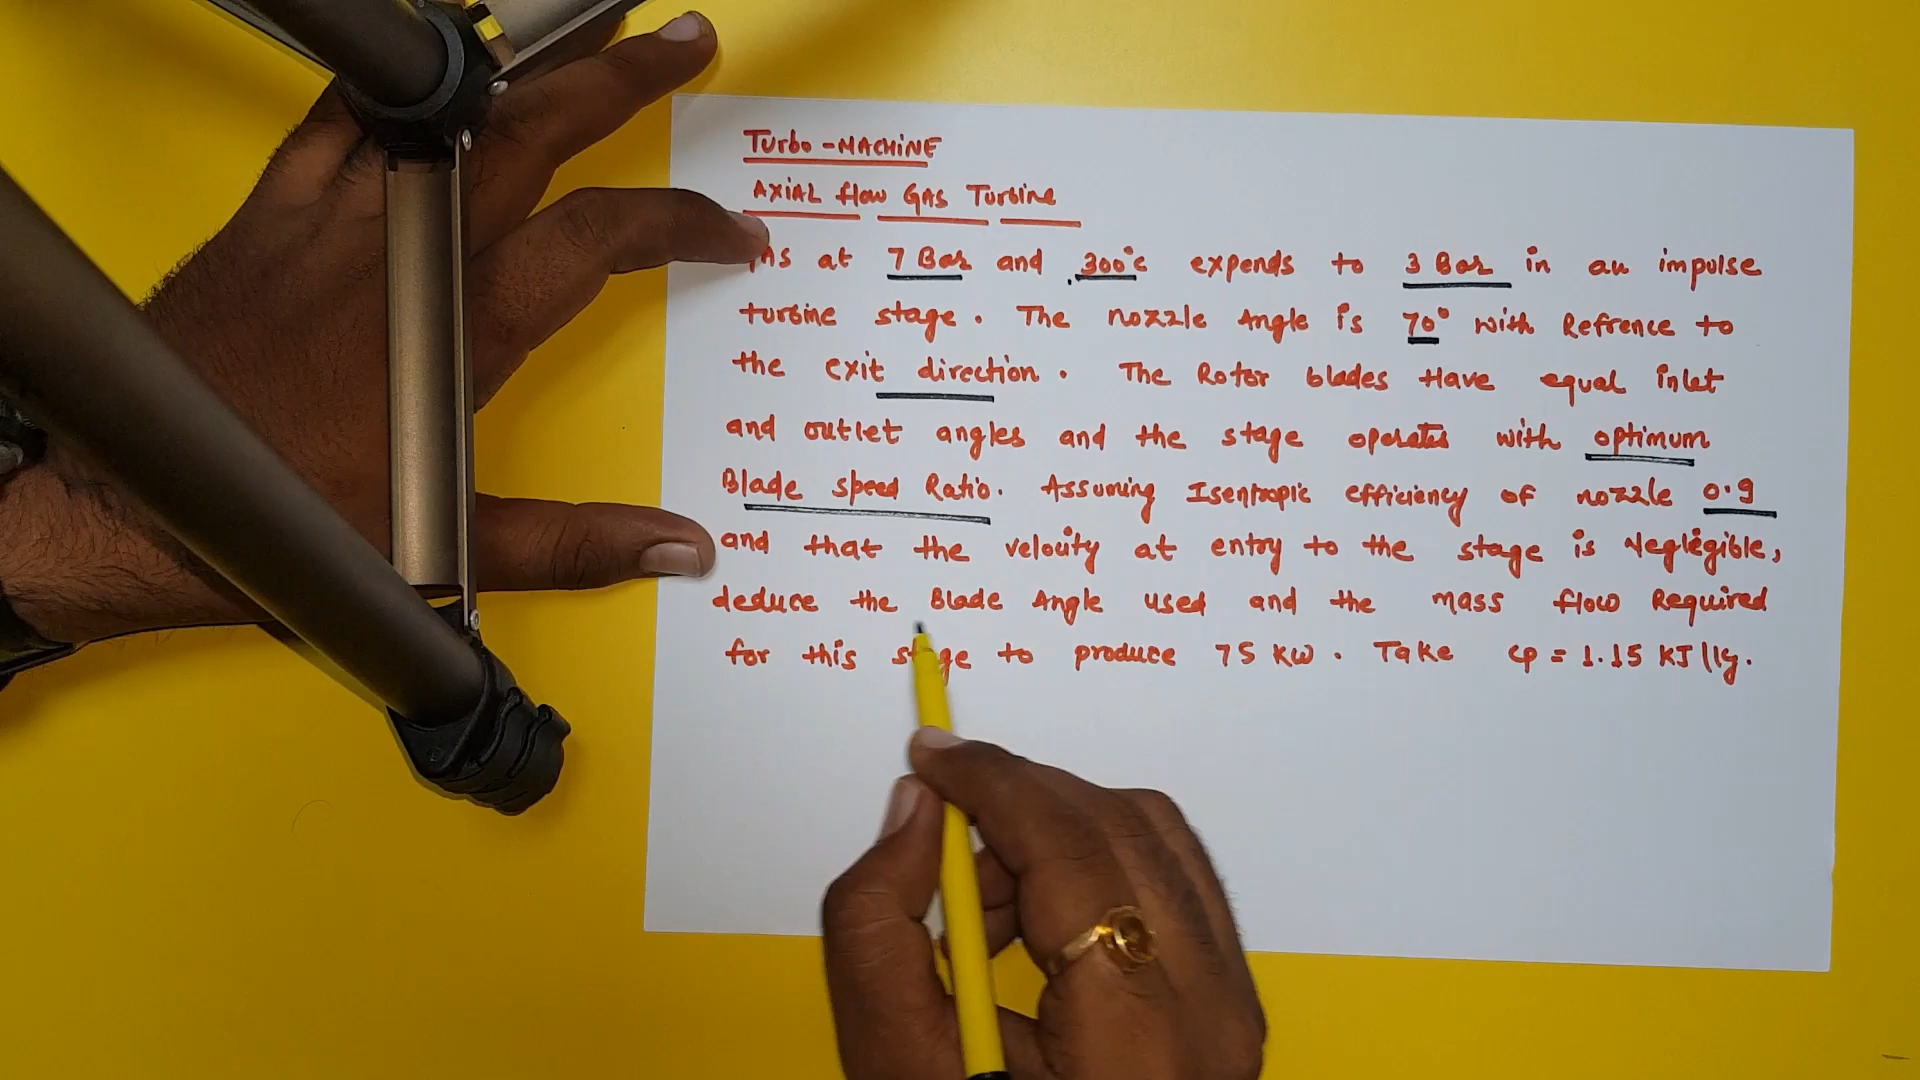 Turbo-MACHINE
AxiAL flow GAS Turbine
GAS at 7 Bar and 300°c expends to 3 Bar in an impulse
turbine stage. The nozzle Angle is 70° with Refrence to
the exit direction. The Rotor blades Have equal inlet
and outlet angles and the stage operates with optimum
Blade speed Ratio. Assuming Isentropic efficiency of nozzle 0.9
and that the velocity at entry to the stage is Neglegible,
deduce the Blade Angle used and the mass flow Required
for this stage to produce 75 KW. Take cp = 1.15 KJ/kg.